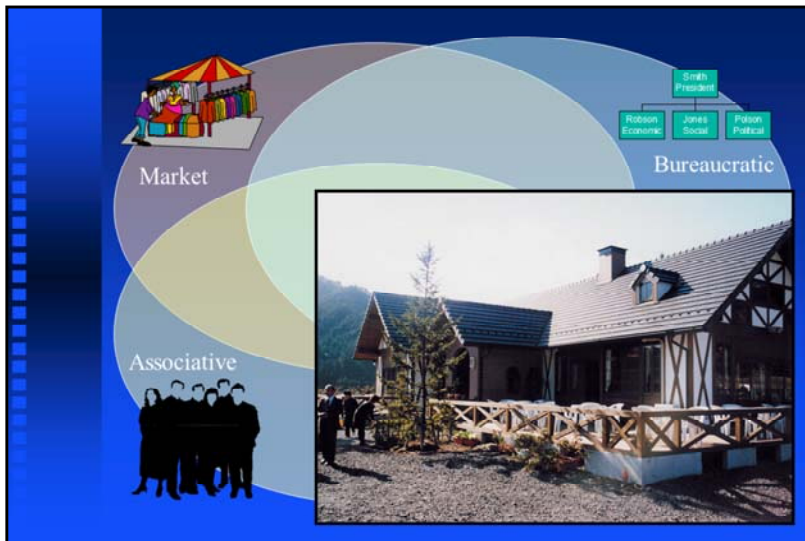 Smith
President
Robson
Economic
Jones
Social
Polson
Political
Market
Bureaucratic
Associative